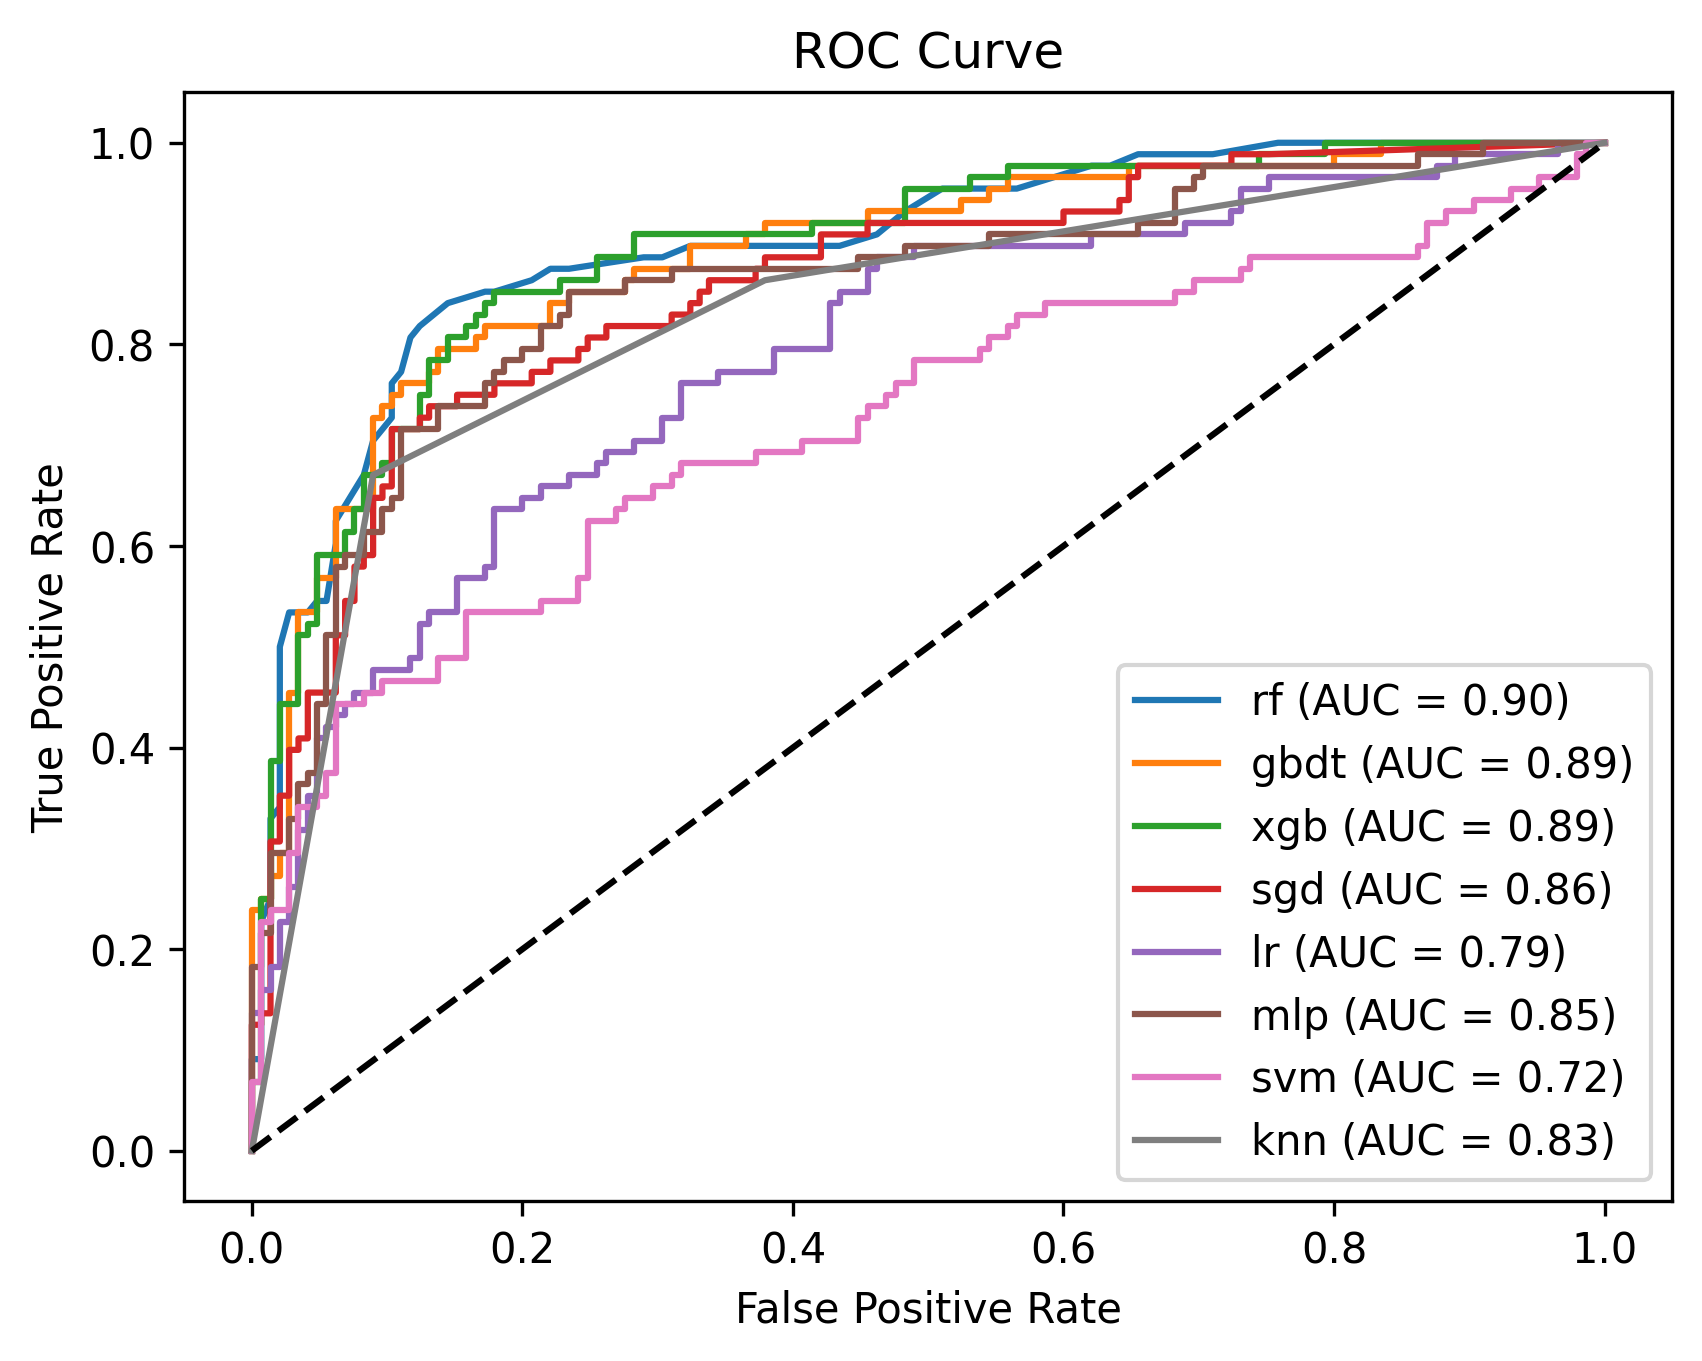 ROC Curve
1.0
0.8
0.6
0.4
0.2
0.0
True Positive Rate
rf (AUC = 0.90)
gbdt (AUC = 0.89)
xgb (AUC = 0.89)
sgd (AUC = 0.86)
lr (AUC = 0.79)
mlp (AUC = 0.85)
svm (AUC = 0.72)
knn (AUC = 0.83)
0.0 0.2 0.4 0.6 0.8 1.0
False Positive Rate